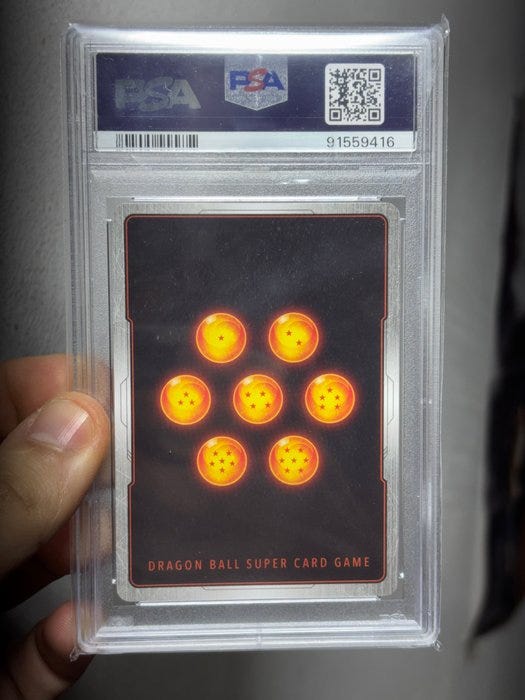 PSA
PSA
91559416
DRAGON BALL SUPER CARD GAME